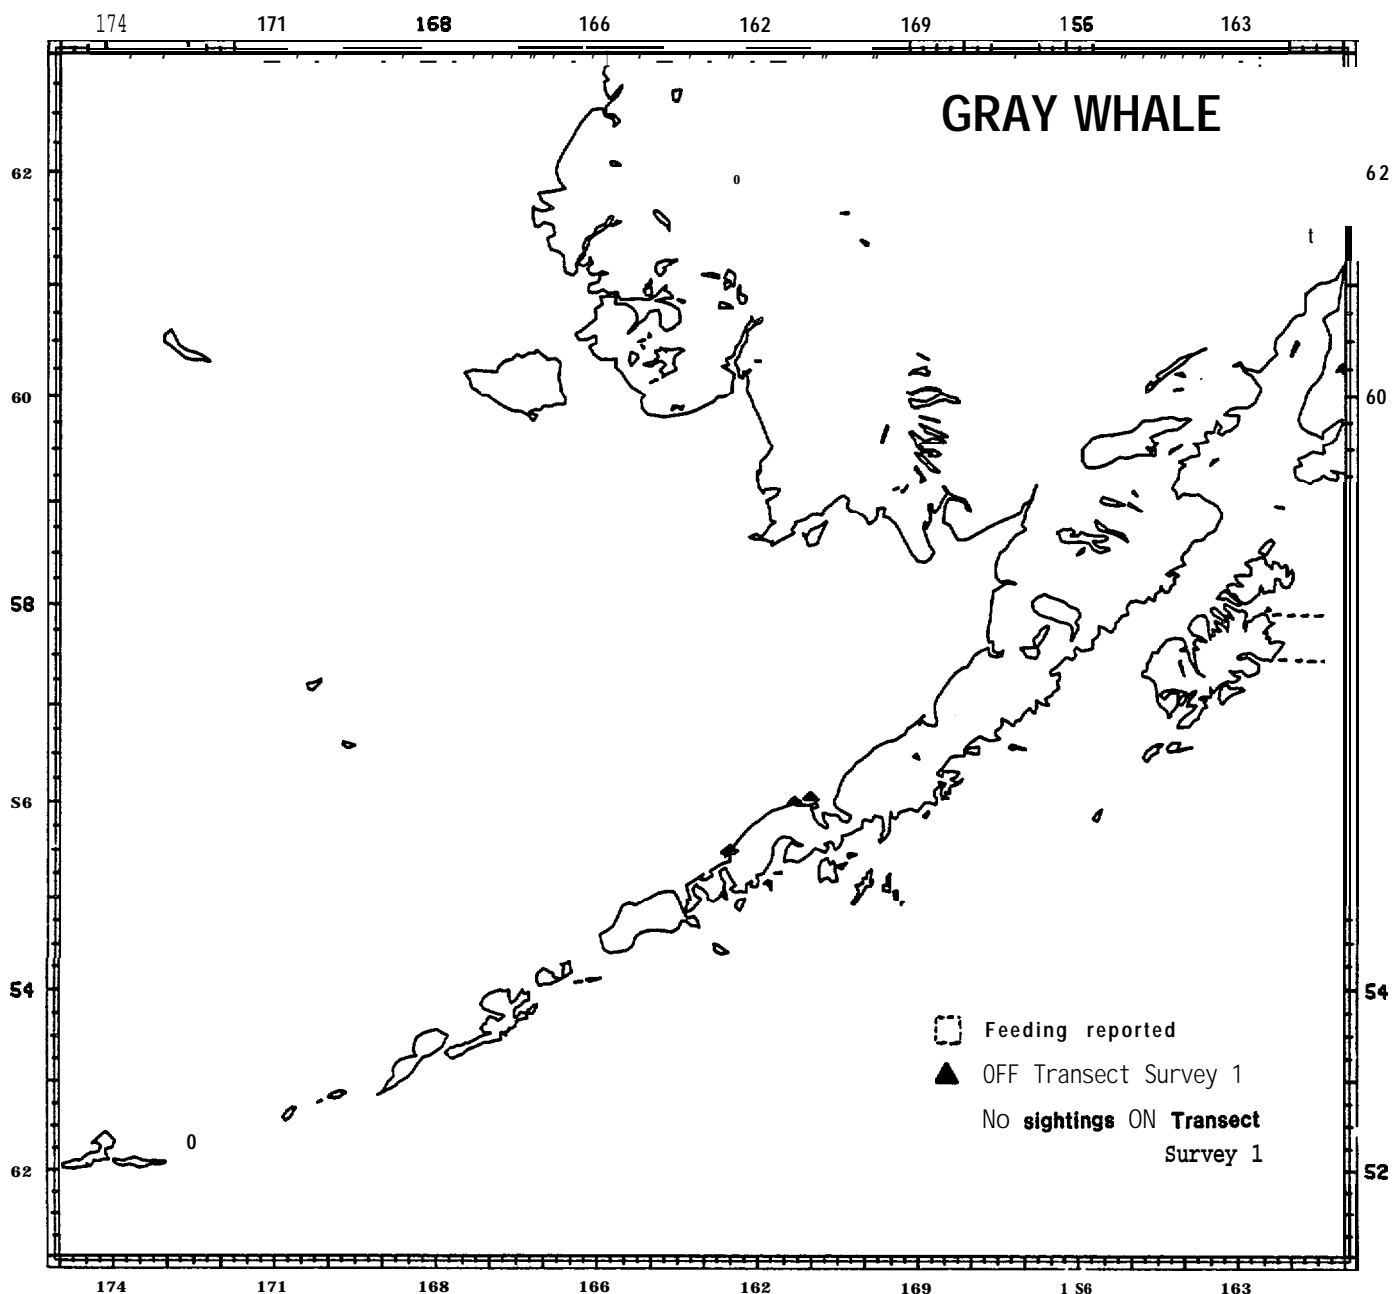 174 171 168 166 162 169 156 163
GRAY WHALE
62 62
o
t
60 60
58
S6
54 54
Feeding reported
OFF Transect Survey 1
No sightings ON Transect
Survey 1
0
62 52
174 171 168 166 162 169 1 S6 163